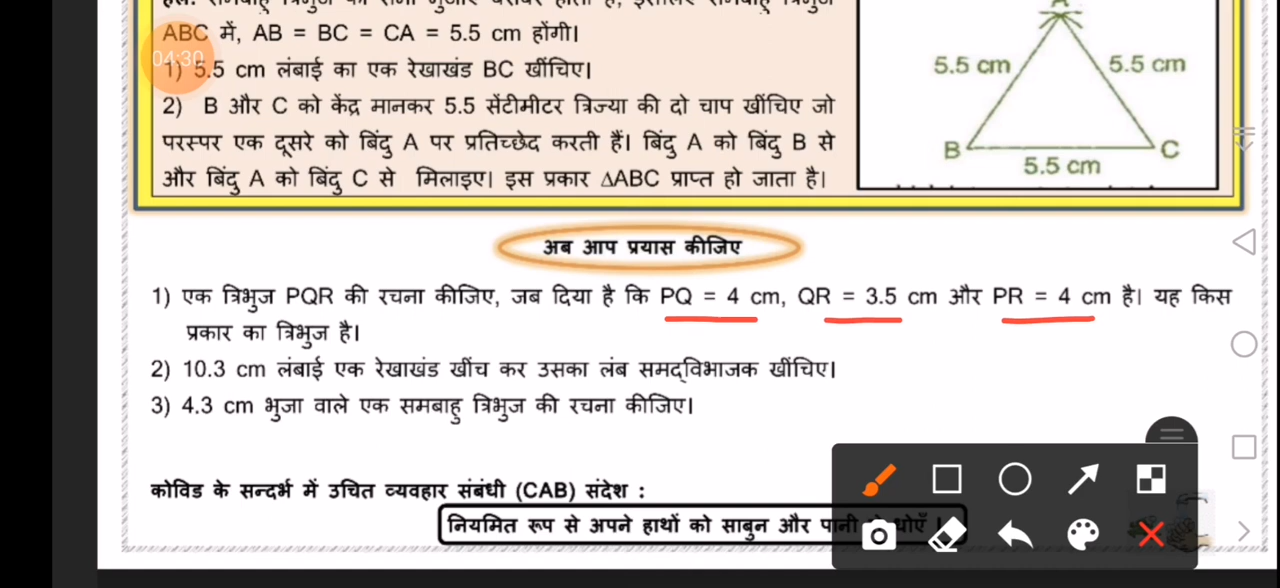 ABC में, AB = BC = CA = 5.5 cm होंगी।
04:30
1) 5.5 cm लंबाई का एक रेखाखंड BC खींचिए।
2) B और C को केंद्र मानकर 5.5 सेंटीमीटर त्रिज्या की दो चाप खींचिए जो
परस्पर एक दूसरे को बिंदु A पर प्रतिच्छेद करती हैं। बिंदु A को बिंदु B से
और बिंदु A को बिंदु C से मिलाइए। इस प्रकार ∆ABC प्राप्त हो जाता है।
A
5.5 cm
5.5 cm
B
C
5.5 cm
अब आप प्रयास कीजिए
1) एक त्रिभुज PQR की रचना कीजिए, जब दिया है कि PQ = 4 cm, QR = 3.5 cm और PR = 4 cm है। यह किस
प्रकार का त्रिभुज है।
2) 10.3 cm लंबाई एक रेखाखंड खींच कर उसका लंब समद्विभाजक खींचिए।
3) 4.3 cm भुजा वाले एक समबाहु त्रिभुज की रचना कीजिए।
कोविड के सन्दर्भ में उचित व्यवहार संबंधी (CAB) संदेश :
नियमित रूप से अपने हाथों को साबुन और पानी धोएँ ।